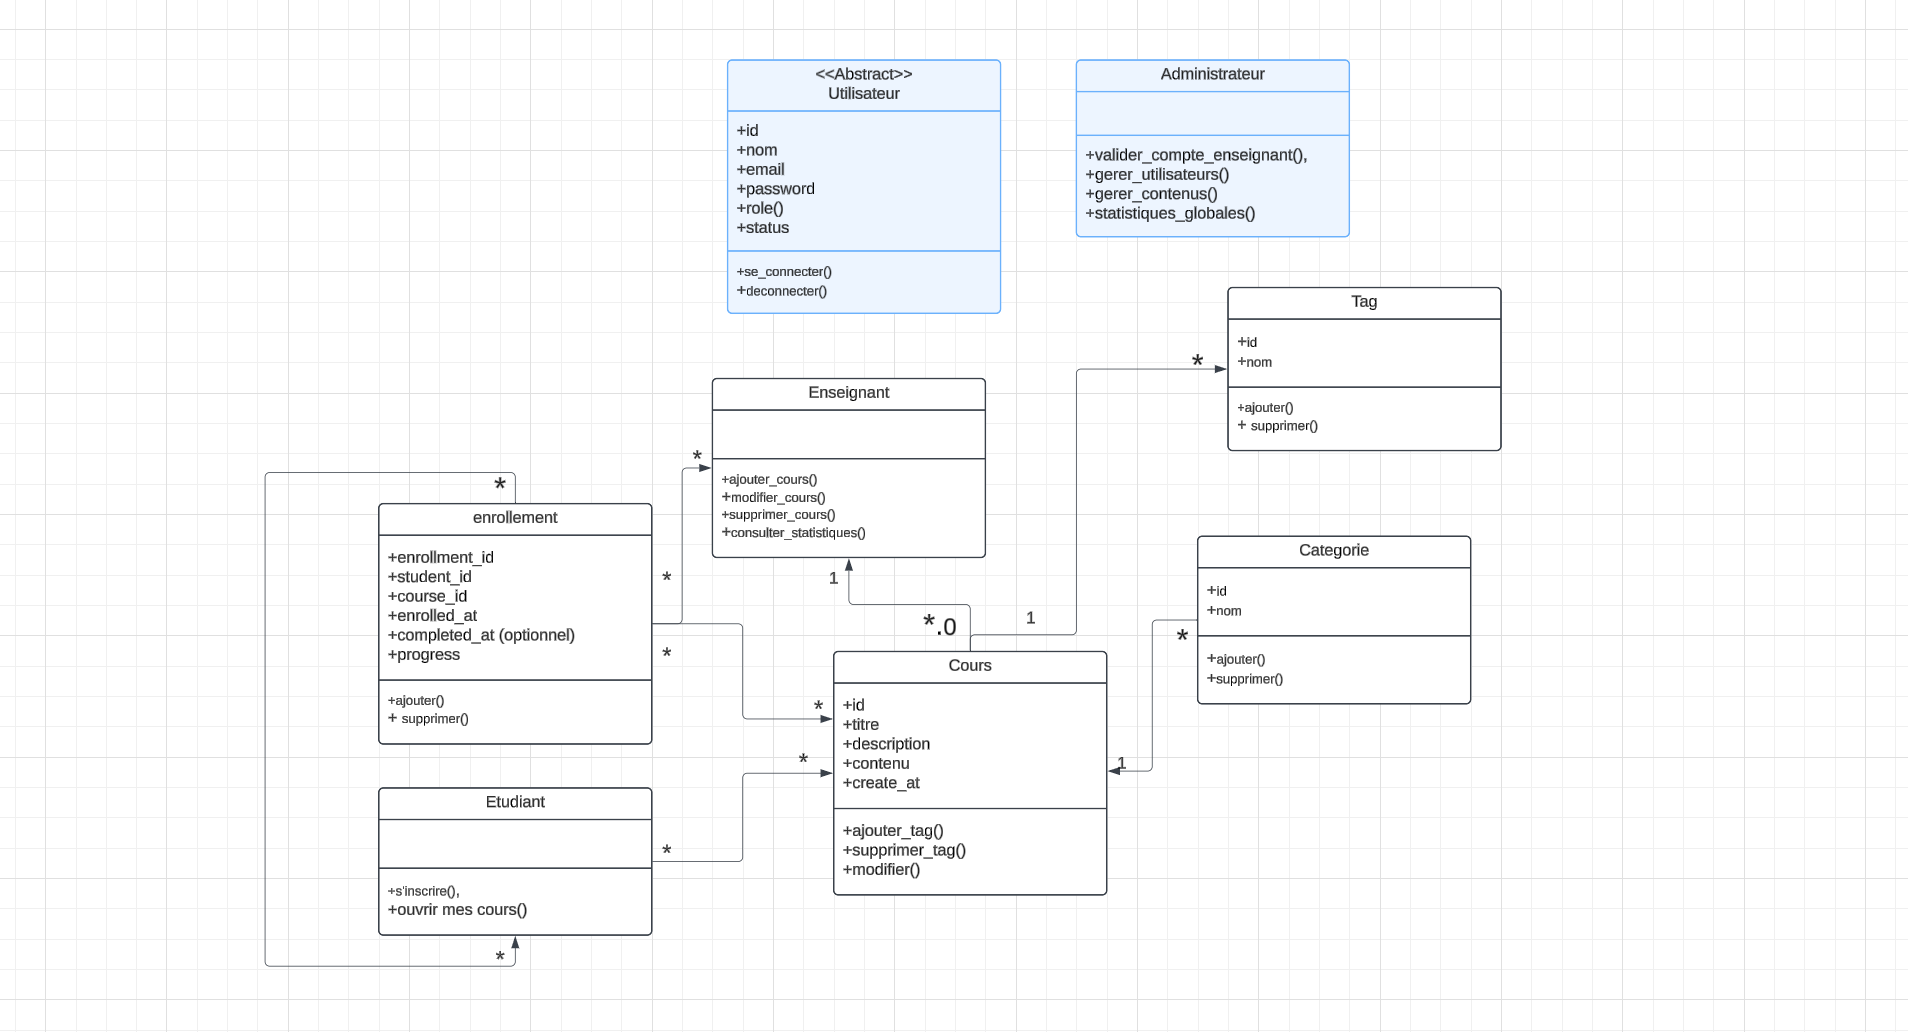 <<Abstract>>
Utilisateur
+id
+nom
+email
+password
+role()
+status
+se_connecter()
+deconnecter()
Administrateur
+valider_compte_enseignant(),
+gerer_utilisateurs()
+gerer_contenus()
+statistiques_globales()
Tag
+id
+nom
+ajouter()
+ supprimer()
*
Enseignant
+ajouter_cours()
+modifier_cours()
+supprimer_cours()
+consulter_statistiques()
*
1
*.0
1
*
enrollement
+enrollment_id
+student_id
+course_id
+enrolled_at
+completed_at (optionnel)
+progress
+ajouter()
+ supprimer()
*
*
Categorie
+id
+nom
+ajouter()
+supprimer()
*
1
Cours
+id
+titre
+description
+contenu
+create_at
+ajouter_tag()
+supprimer_tag()
+modifier()
*
*
Etudiant
+s'inscrire(),
+ouvrir mes cours()
*
*